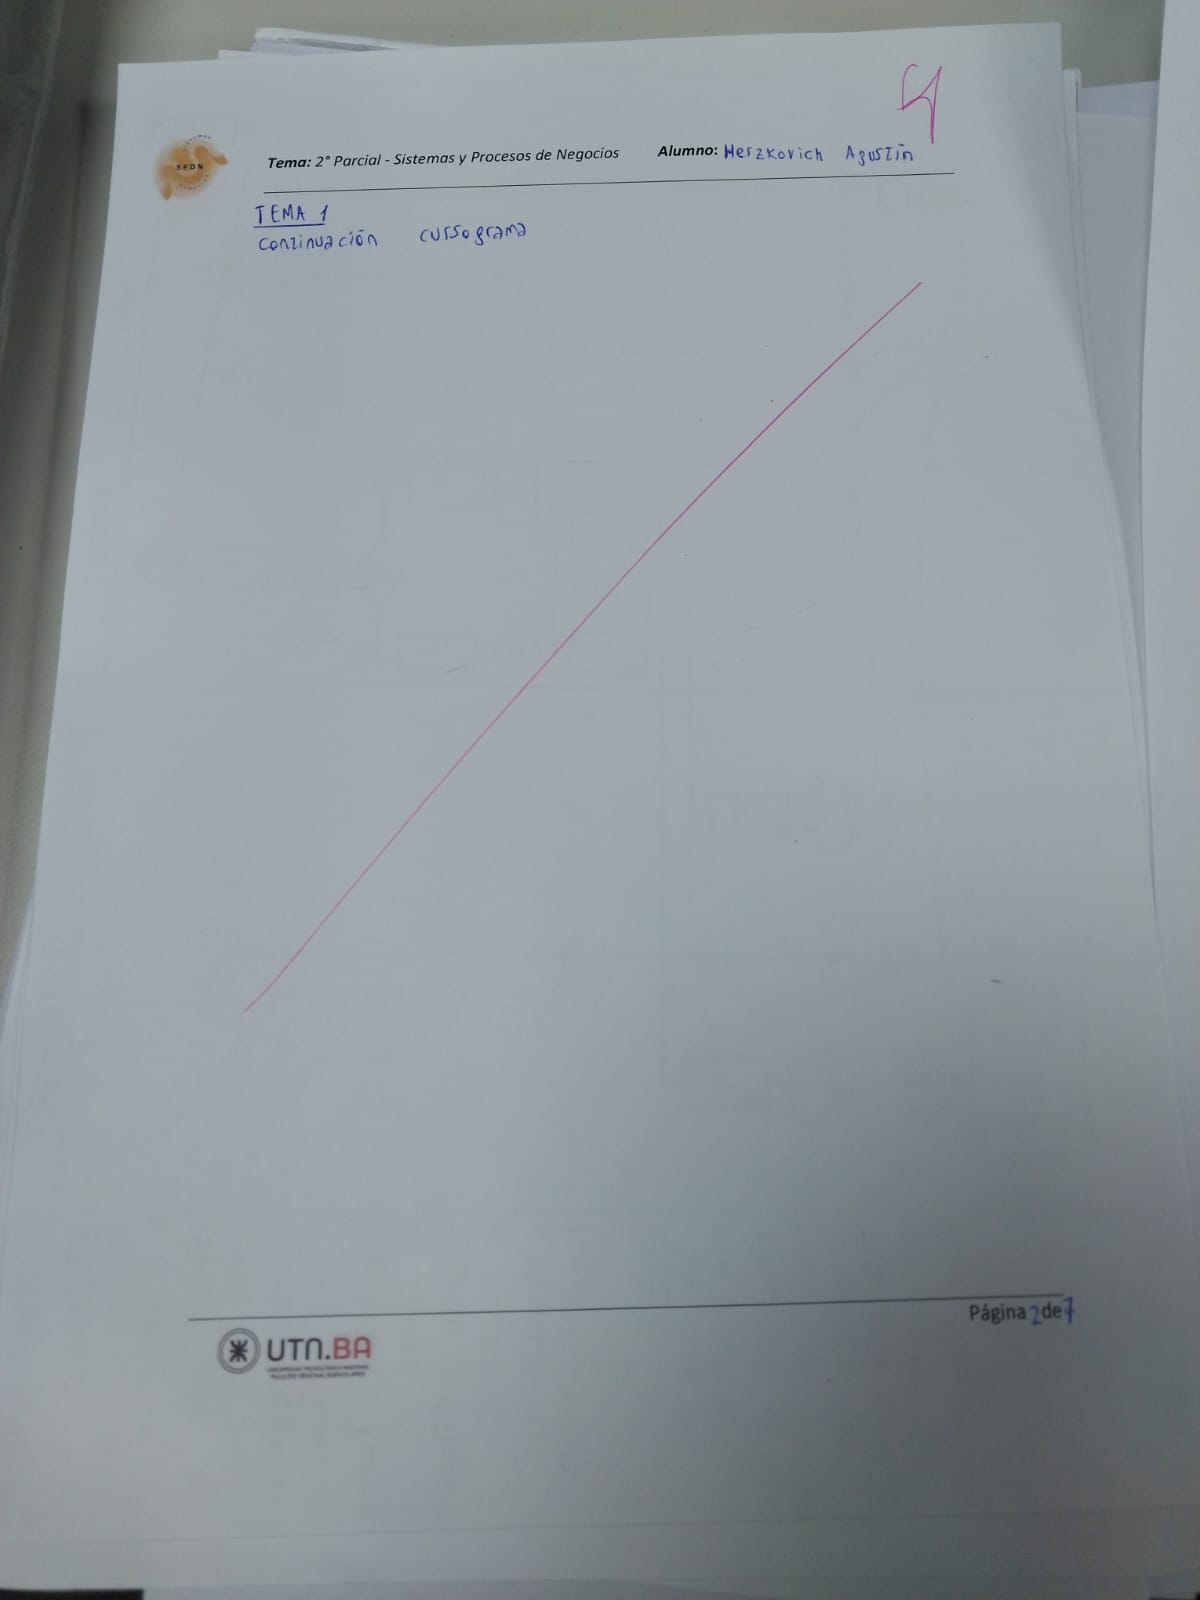 SPDN
Tema: 2° Parcial - Sistemas y Procesos de Negocios Alumno: Herzkovich Agustín
TEMA 1
Continuación cursograma
Página 2 de 7
UTN.BA
UNIVERSIDAD TECNOLÓGICA NACIONAL
FACULTAD REGIONAL BUENOS AIRES